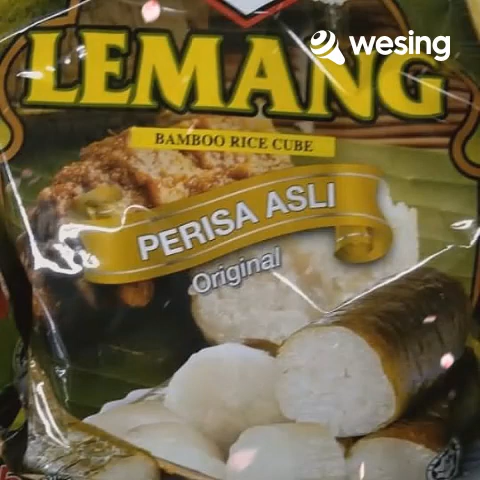 wesing
LEMANG
BAMBOO RICE CUBE
PERISA ASLI
Original